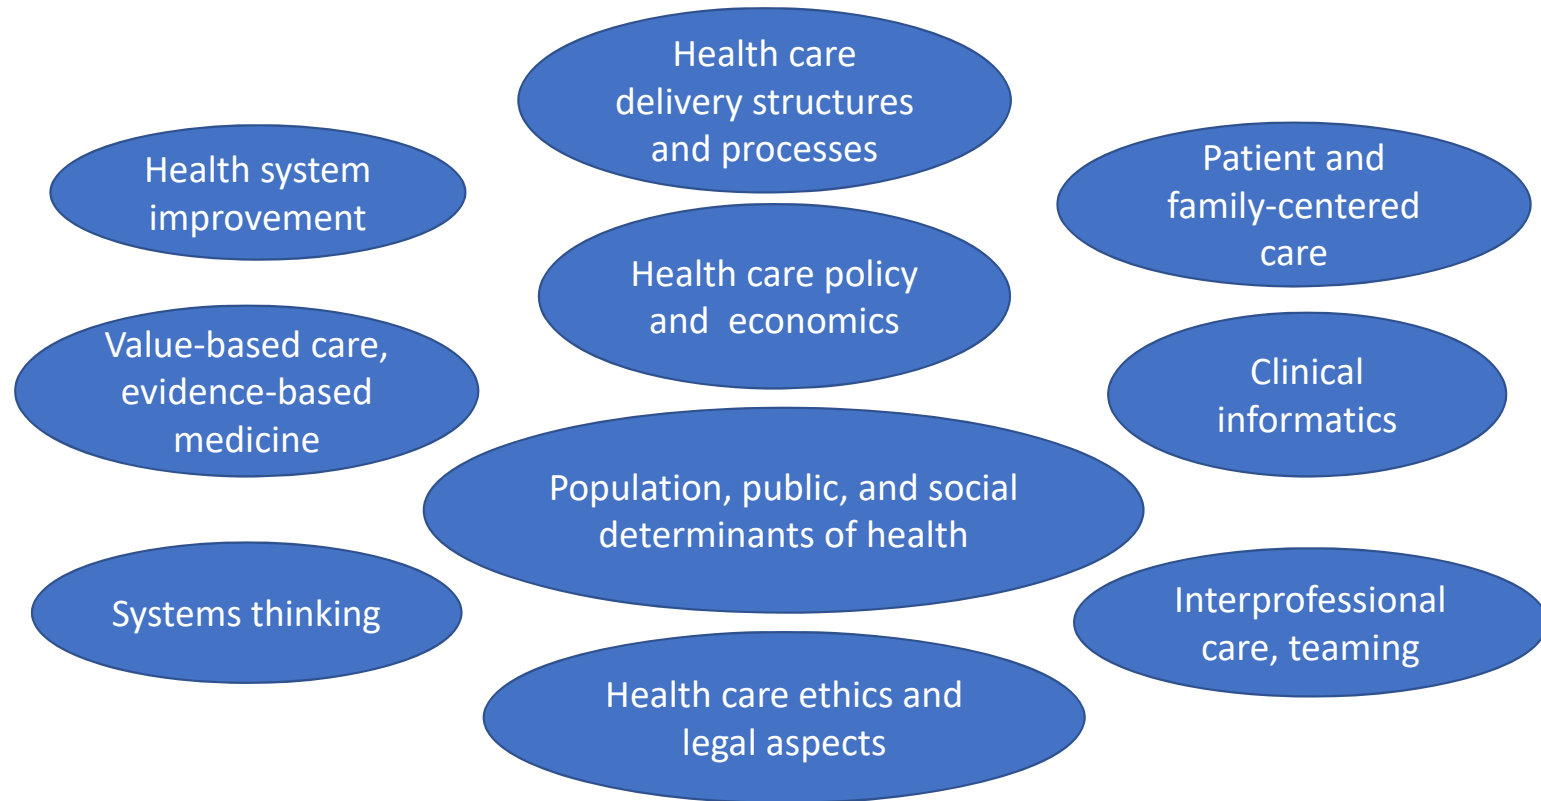 Health care
delivery structures
and processes
Health system
improvement
Patient and
family-centered
care
Health care policy
and  economics
Value-based care,
evidence-based
medicine
Clinical
informatics
Population, public, and social
determinants of health
Systems thinking
Interprofessional
care, teaming
Health care ethics and
legal aspects